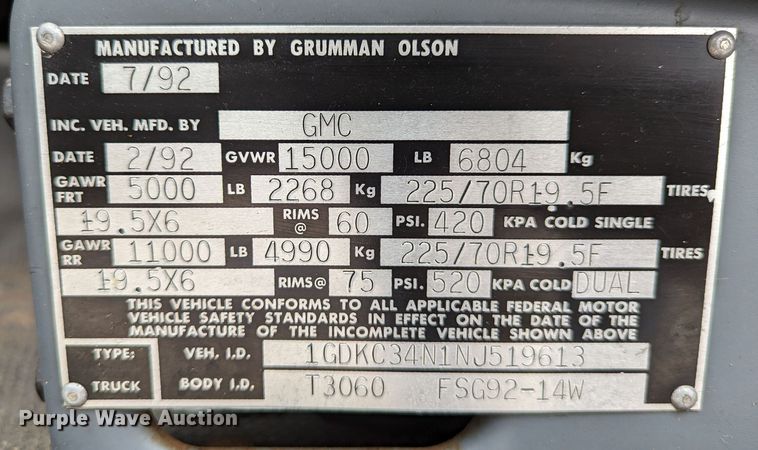 MANUFACTURED BY GRUMMAN OLSON
DATE 7/92
INC. VEH. MFD. BY GMC
DATE 2/92 GVWR 15000 LB 6804 Kg
GAWR FRT 5000 LB 2268 Kg 225/70R19.5F TIRES
19.5X6 RIMS @ 60 PSI. 420 KPA COLD SINGLE
GAWR RR 11000 LB 4990 Kg 225/70R19.5F TIRES
19.5X6 RIMS@ 75 PSI. 520 KPA COLD DUAL
THIS VEHICLE CONFORMS TO ALL APPLICABLE FEDERAL MOTOR
VEHICLE SAFETY STANDARDS IN EFFECT ON THE DATE OF THE
MANUFACTURE OF THE INCOMPLETE VEHICLE SHOWN ABOVE
TYPE: VEH. I.D. 1GDKC34N1NJ519613
TRUCK BODY I.D. T3060 FSG92-14W
Purple Wave Auction